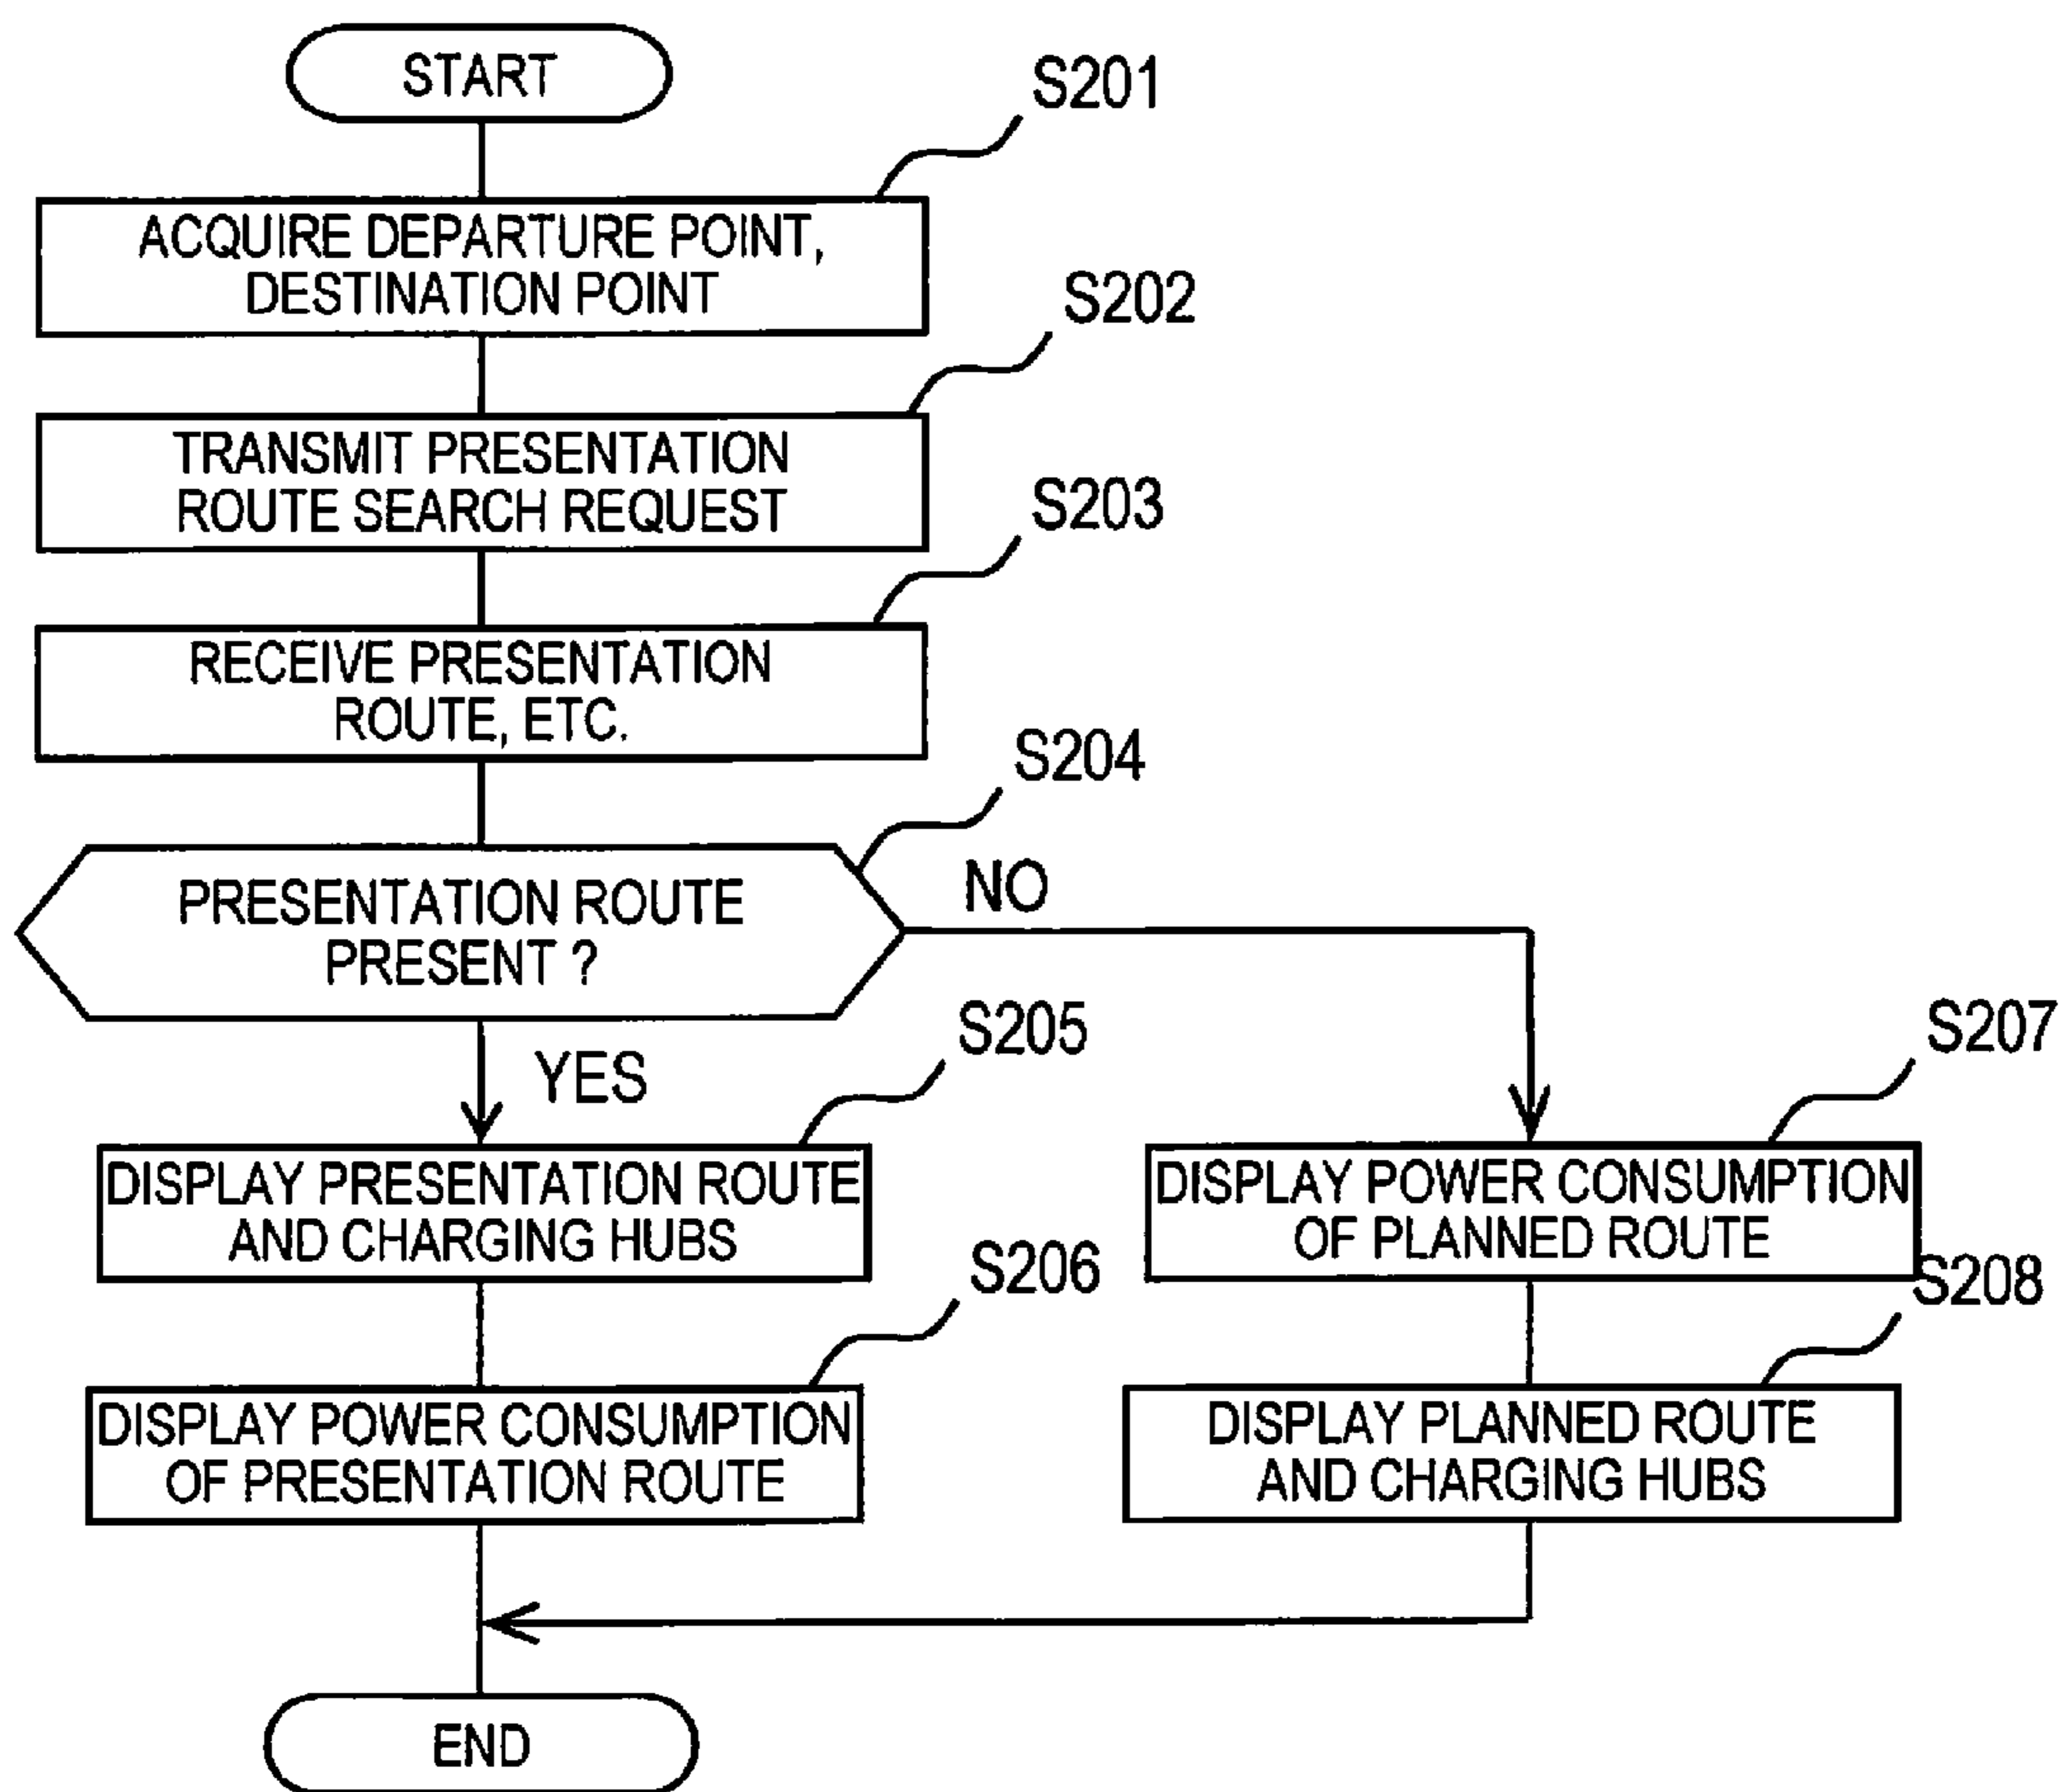 START
S201
ACQUIRE DEPARTURE POINT,
DESTINATION POINT
S202
TRANSMIT PRESENTATION
ROUTE SEARCH REQUEST
S203
RECEIVE PRESENTATION
ROUTE, ETC.
S204
PRESENTATION ROUTE
PRESENT ?
NO
YES
S205
DISPLAY PRESENTATION ROUTE
AND CHARGING HUBS
S206
DISPLAY POWER CONSUMPTION
OF PRESENTATION ROUTE
S207
DISPLAY POWER CONSUMPTION
OF PLANNED ROUTE
S208
DISPLAY PLANNED ROUTE
AND CHARGING HUBS
END